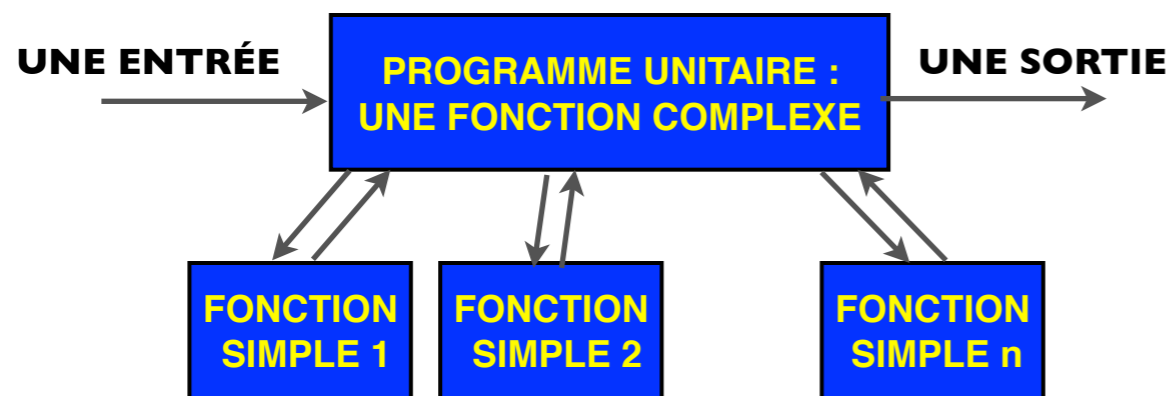 UNE ENTRÉE
PROGRAMME UNITAIRE :
UNE FONCTION COMPLEXE
UNE SORTIE
FONCTION
SIMPLE 1
FONCTION
SIMPLE 2
FONCTION
SIMPLE n